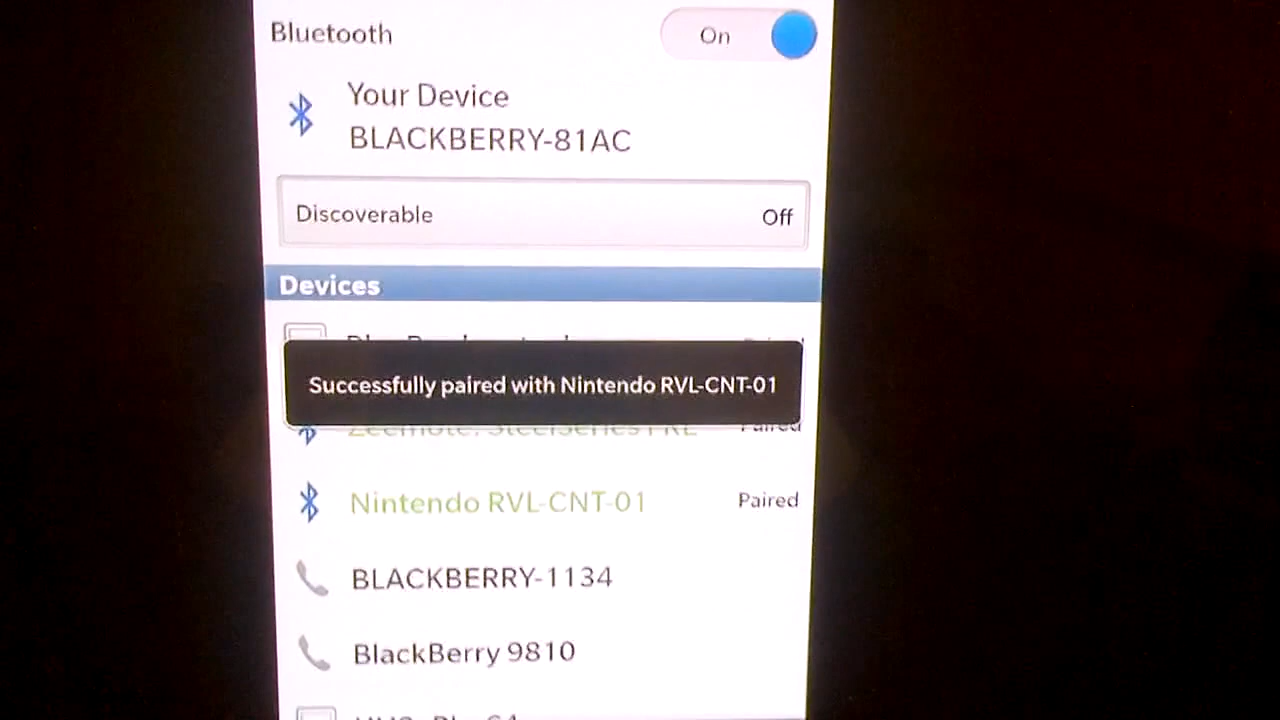 Bluetooth On
Your Device
BLACKBERRY-81AC
Discoverable Off
Devices
Successfully paired with Nintendo RVL-CNT-01
Paired
Nintendo RVL-CNT-01 Paired
BLACKBERRY-1134
BlackBerry 9810